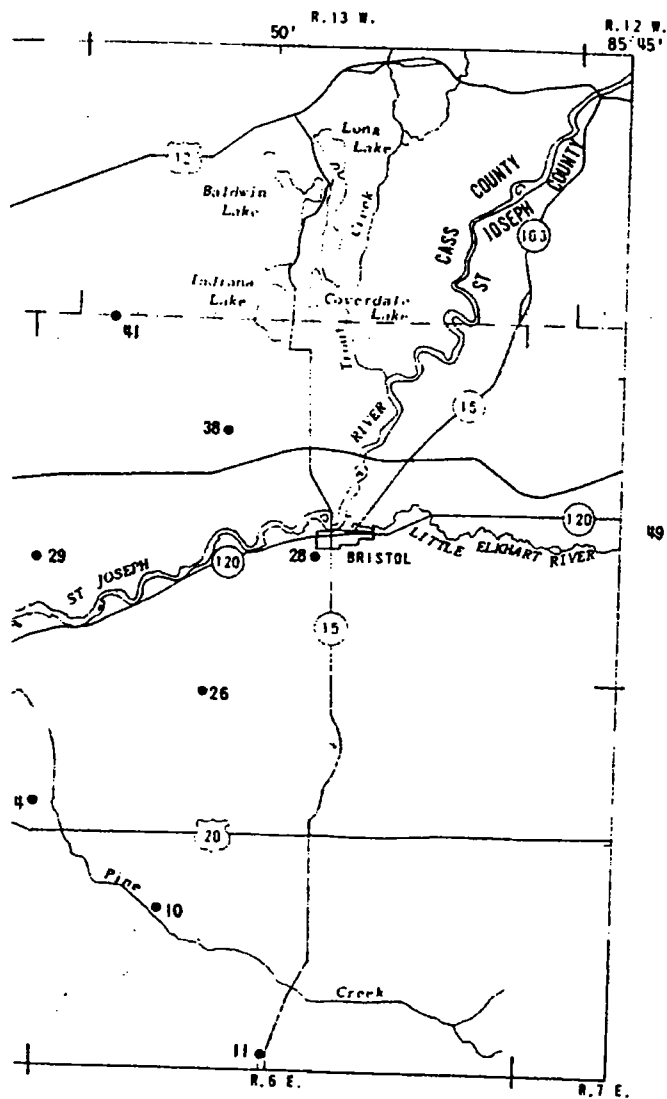 R.13 W.
R.12 W.
50'
85°45'
Long
Lake
12
COUNTY
COUNTY
Baldwin
Lake
Creek
CASS
ST JOSEPH
103
Indiana
Lake
Coverdale
Lake
41
Trout
15
38
RIVER
120
49
29
ST JOSEPH
120
28
BRISTOL
LITTLE ELKHART RIVER
15
26
4
20
Pine
10
Creek
11
R.6 E.
R.7 E.